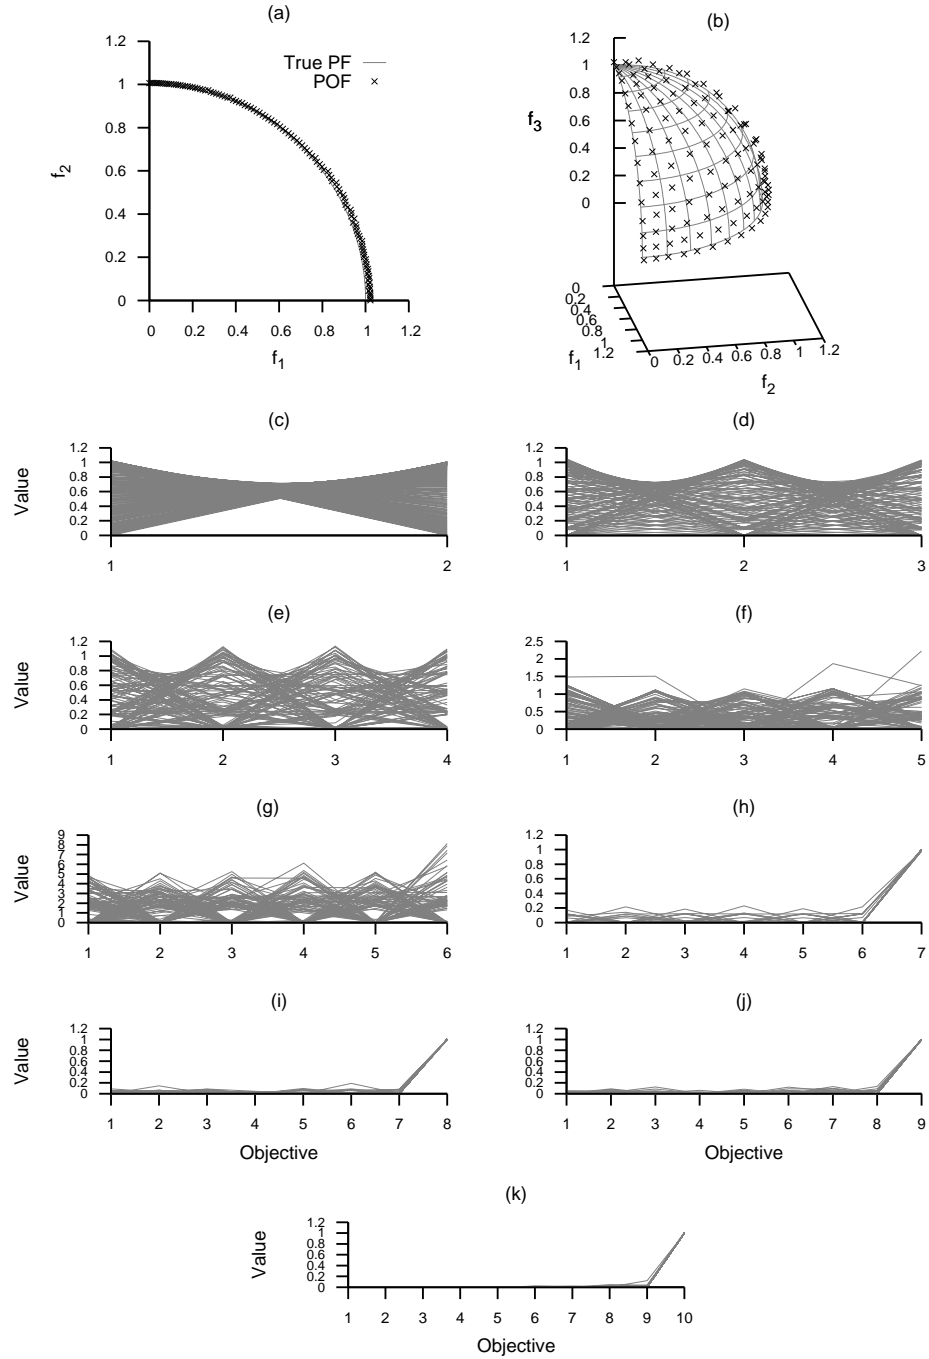 (a)
1.2
1
0.8
0.6
0.4
0.2
0
f2
True PF
POF
0 0.2 0.4 0.6 0.8 1 1.2
f1
(b)
1.2
1
0.8
0.6
0.4
0.2
0
f3
0
0.2
0.4
0.6
0.8
1
1.2
f1
0 0.2 0.4 0.6 0.8 1 1.2
f2
(c)
1.2
1
0.8
0.6
0.4
0.2
0
Value
1 2
(d)
1.2
1
0.8
0.6
0.4
0.2
0
1 2 3
(e)
1.2
1
0.8
0.6
0.4
0.2
0
Value
1 2 3 4
(f)
2.5
2
1.5
1
0.5
0
1 2 3 4 5
(g)
9
8
7
6
5
4
3
2
1
0
Value
1 2 3 4 5 6
(h)
1.2
1
0.8
0.6
0.4
0.2
0
1 2 3 4 5 6 7
(i)
1.2
1
0.8
0.6
0.4
0.2
0
Value
1 2 3 4 5 6 7 8
Objective
(j)
1.2
1
0.8
0.6
0.4
0.2
0
1 2 3 4 5 6 7 8 9
Objective
(k)
1.2
1
0.8
0.6
0.4
0.2
0
Value
1 2 3 4 5 6 7 8 9 10
Objective